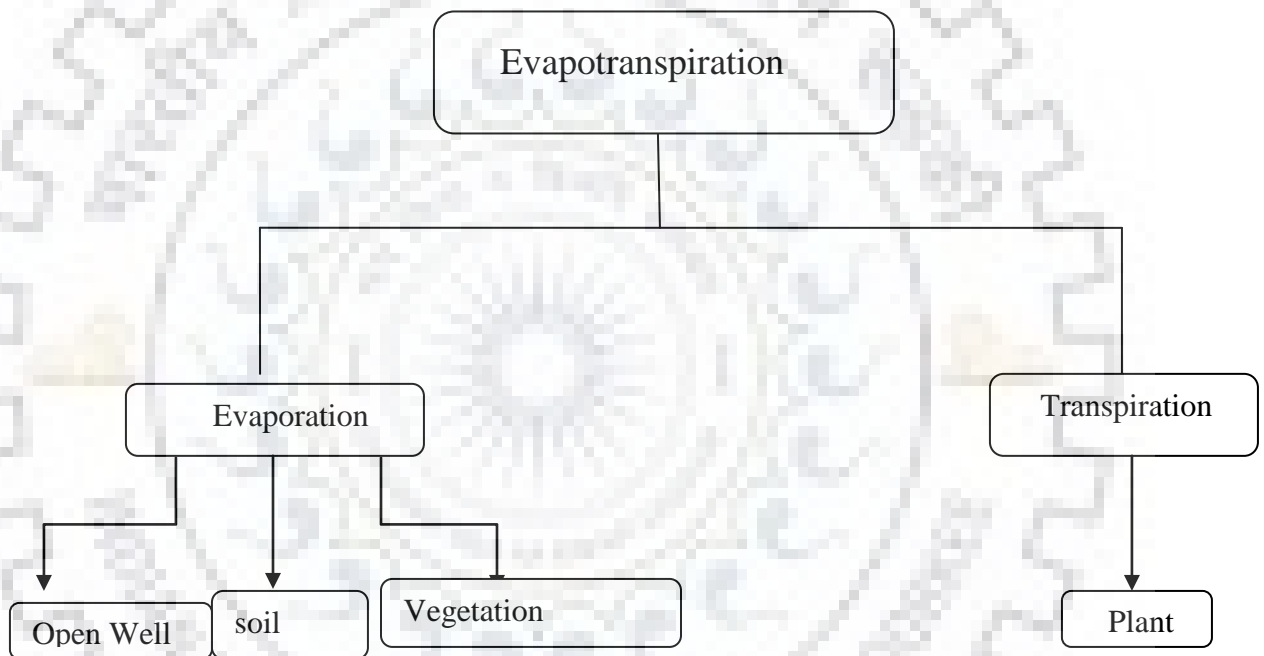 Evapotranspiration
Evaporation
Transpiration
Open Well
soil
Vegetation
Plant